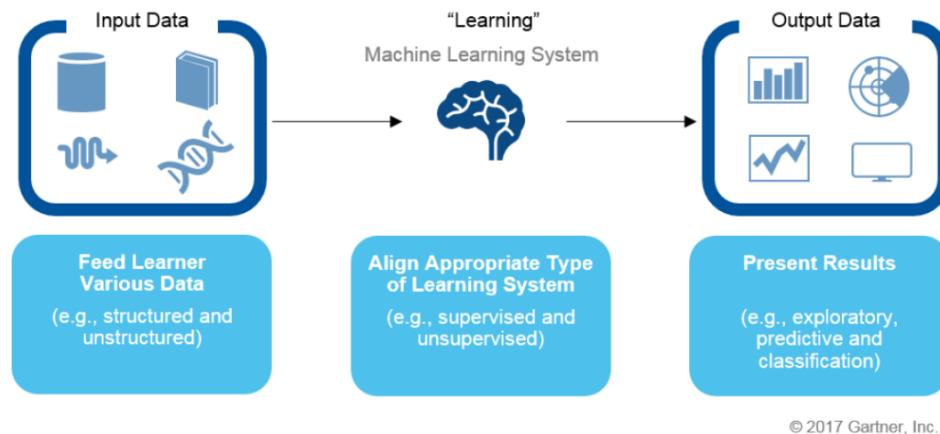 Input Data
“Learning”
Machine Learning System
Output Data
Feed Learner
Various Data
(e.g., structured and
unstructured)
Align Appropriate Type
of Learning System
(e.g., supervised and
unsupervised)
Present Results
(e.g., exploratory,
predictive and
classification)
© 2017 Gartner, Inc.